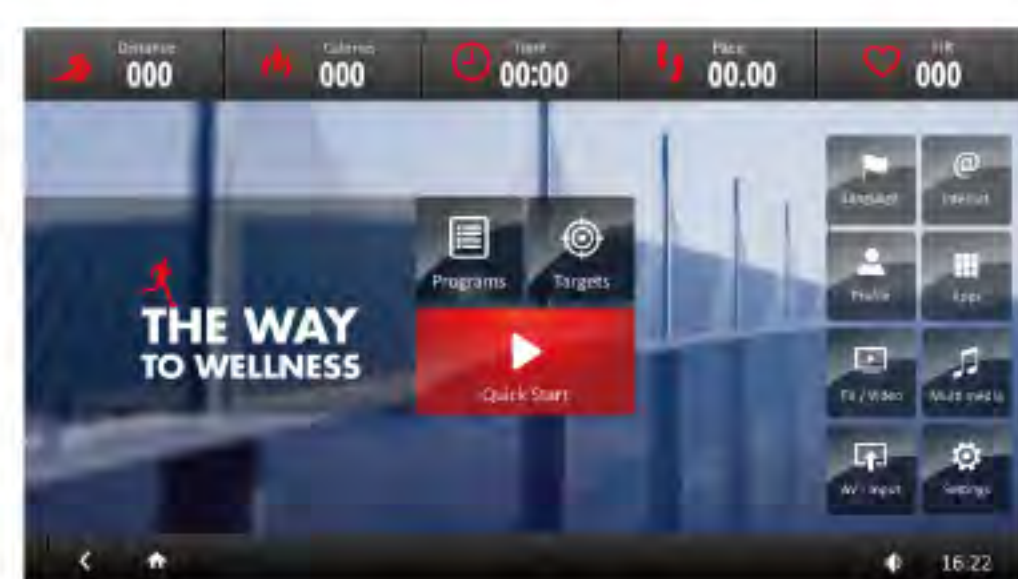 Distance
Calories
Time
Pace
HR
000
000
00:00
00.00
000
Language
Internet
Programs
Targets
Profile
Apps
THE WAY
TO WELLNESS
Quick Start
TV / Video
Multi media
AV - Input
Settings
16:22